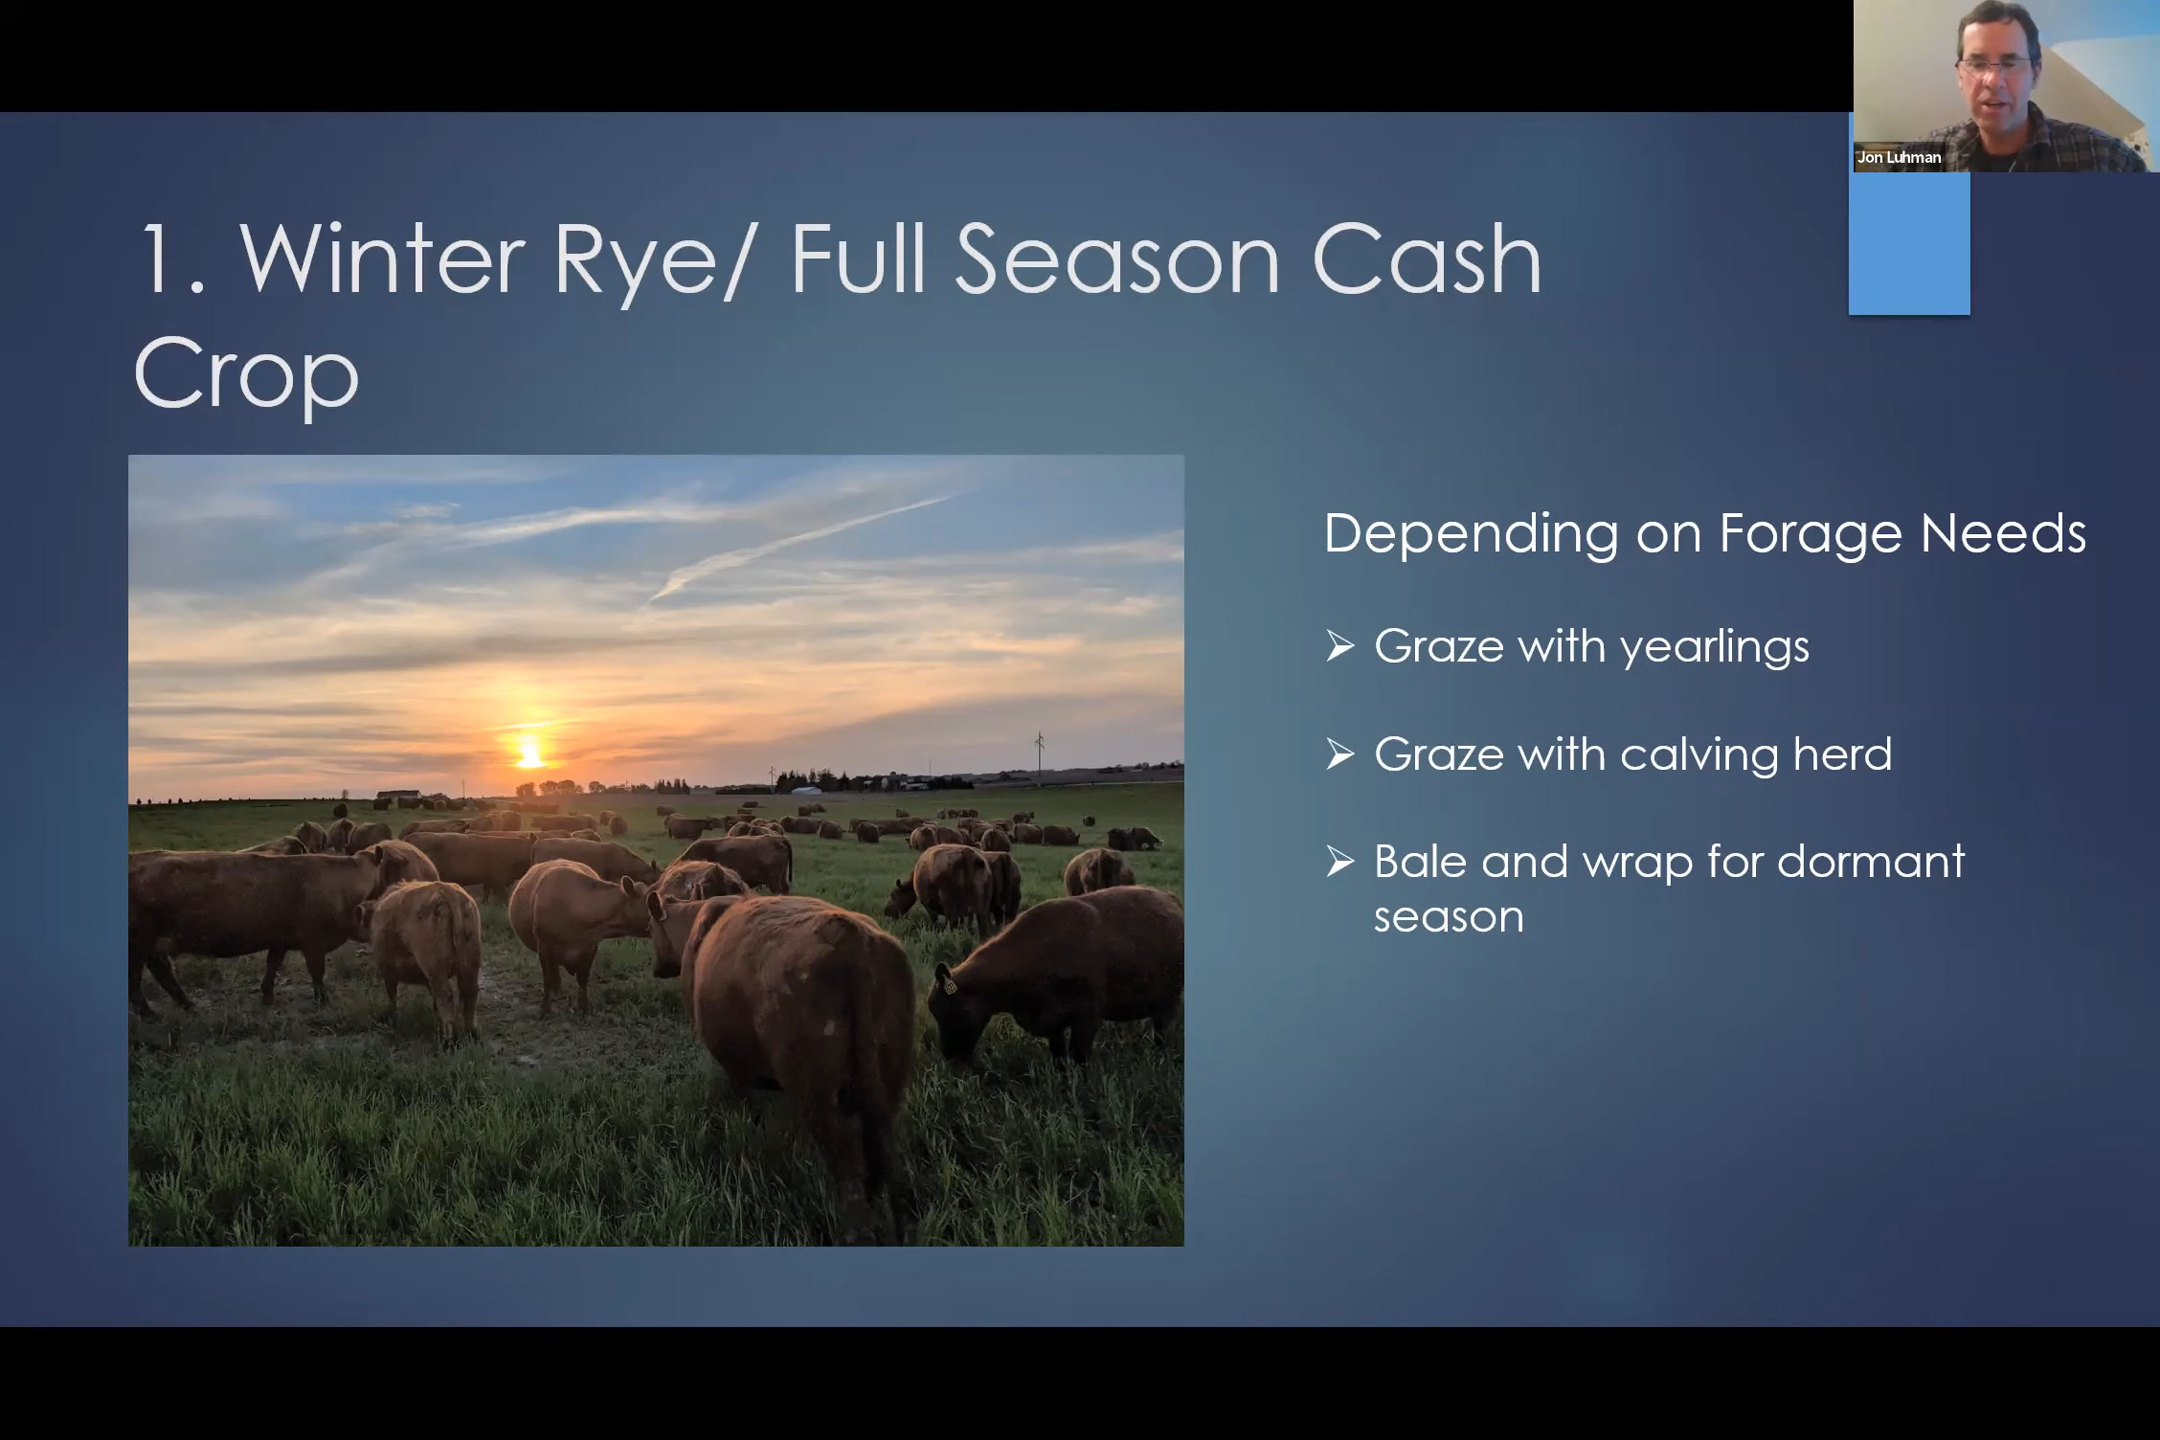 Jon Luhman
1. Winter Rye/ Full Season Cash
Crop
Depending on Forage Needs
➢ Graze with yearlings
➢ Graze with calving herd
➢ Bale and wrap for dormant
season